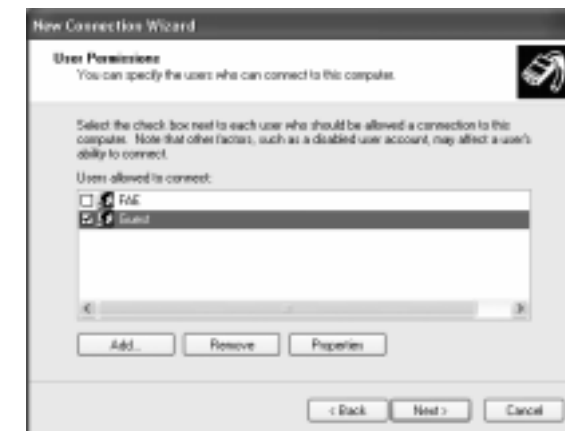 New Connection Wizard
User Permissions
You can specify the users who can connect to this computer.
Select the check box next to each user who should be allowed a connection to this
computer. Note that other factors, such as a disabled user account, may affect a user's
ability to connect.
Users allowed to connect:
FAE
Guest
Add...
Remove
Properties
< Back
Next >
Cancel